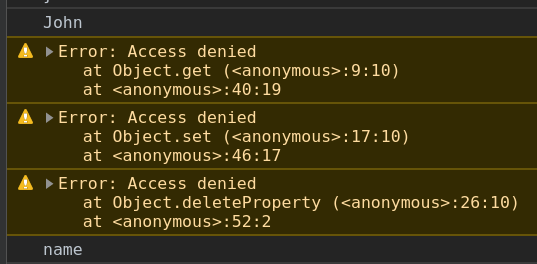 John
Error: Access denied
at Object.get (<anonymous>:9:10)
at <anonymous>:40:19
Error: Access denied
at Object.set (<anonymous>:17:10)
at <anonymous>:46:17
Error: Access denied
at Object.deleteProperty (<anonymous>:26:10)
at <anonymous>:52:2
name